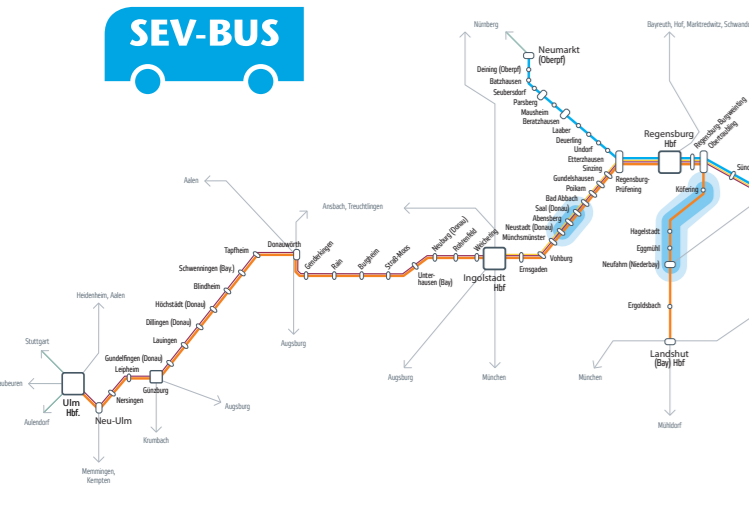 SEV-BUS
Nürnberg
Bayreuth, Hof, Marktredwitz, Schwando
Neumarkt
(Oberpf)
Deining (Oberpf)
Batzhausen
Seubersdorf
Parsberg
Mausheim
Beratzhausen
Laaber
Deuerling
Undorf
Etterzhausen
Sinzing
Gundelshausen
Poikam
Bad Abbach
Saal (Donau)
Abensberg
Neustadt (Donau)
Münchsmünster
Regensburg-
Prüfening
Regensburg
Hbf
Regensburg-Burgweinting
Obertraubling
Sünc
Köfering
Hagelstadt
Eggmühl
Neufahrn (Niederbay)
Ergoldsbach
Landshut
(Bay) Hbf
München
Mühldorf
Aalen
Ansbach, Treuchtlingen
Donauwörth
Tapfheim
Schwenningen (Bay.)
Blindheim
Höchstädt (Donau)
Dillingen (Donau)
Lauingen
Gundelfingen (Donau)
Leipheim
Genderkingen
Rain
Burgheim
Straß-Moos
Unter-
hausen (Bay)
Neuburg (Donau)
Rohrenfeld
Weichering
Ingolstadt
Hbf
Ernsgaden
Vohburg
Augsburg
Augsburg
München
Heidenheim, Aalen
Stuttgart
aubeuren
Aulendorf
Ulm
Hbf.
Neu-Ulm
Nersingen
Günzburg
Augsburg
Krumbach
Memmingen,
Kempten